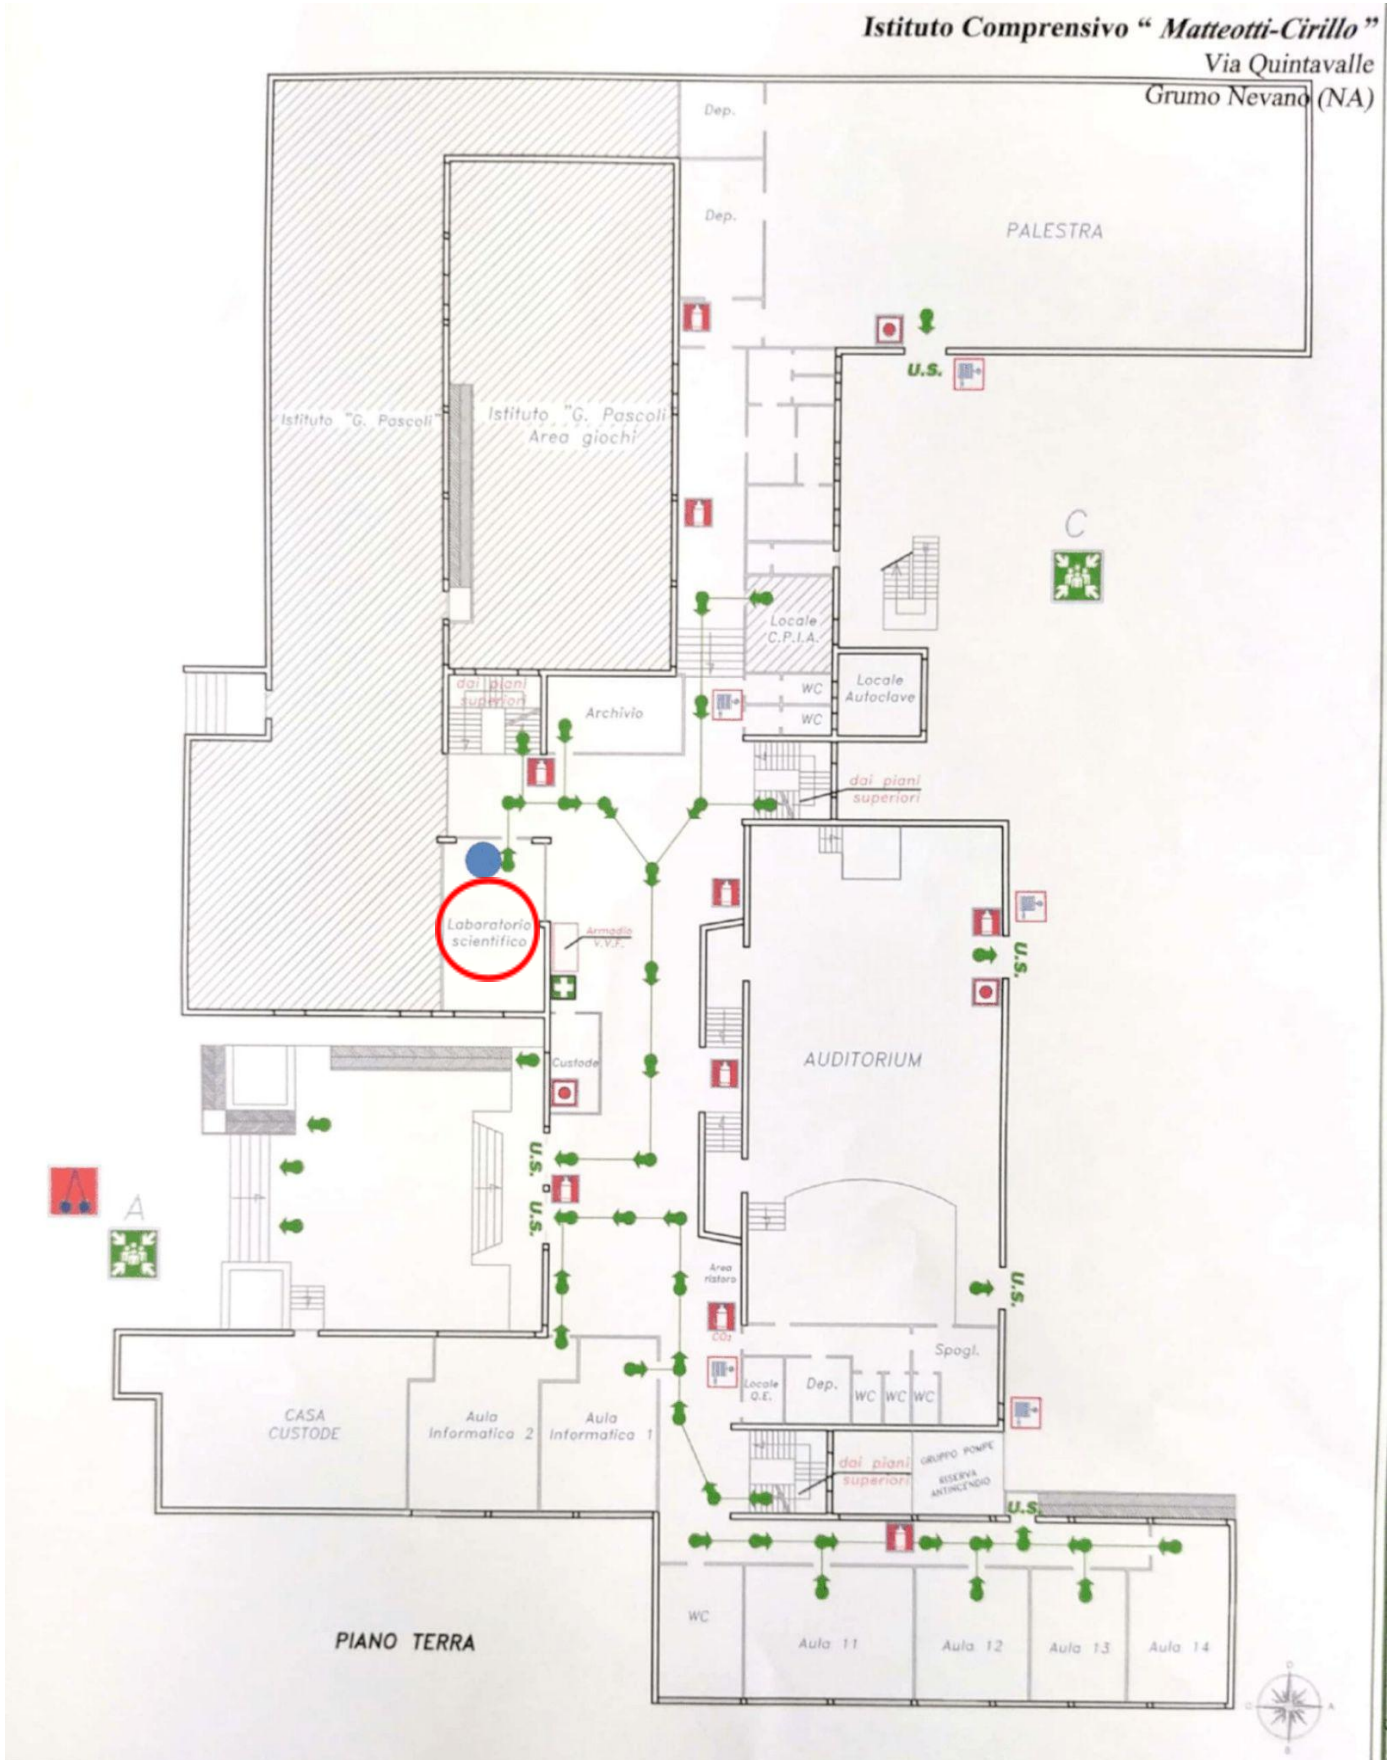 Istituto Comprensivo “ Matteotti-Cirillo ”
Via Quintavalle
Grumo Nevano (NA)
Dep.
Dep.
PALESTRA
U.S.
Istituto "G. Pascoli"
Istituto "G. Pascoli
Area giochi
C
Locale
C.P.I.A.
dai piani
superiori
Archivio
WC
WC
Locale
Autoclave
dai piani
superiori
Laboratorio
scientifico
Armadio
V.V.F.
U.S.
Custode
AUDITORIUM
U.S.
U.S.
A
Area
ristoro
CO2
U.S.
Spogl.
Locale
Q.E.
Dep.
WC
WC
WC
CASA
CUSTODE
Aula
Informatica 2
Aula
Informatica 1
dai piani
superiori
GRUPPO POMPE
RISERVA
ANTINCENDIO
U.S.
WC
Aula 11
Aula 12
Aula 13
Aula 14
PIANO TERRA
O
A